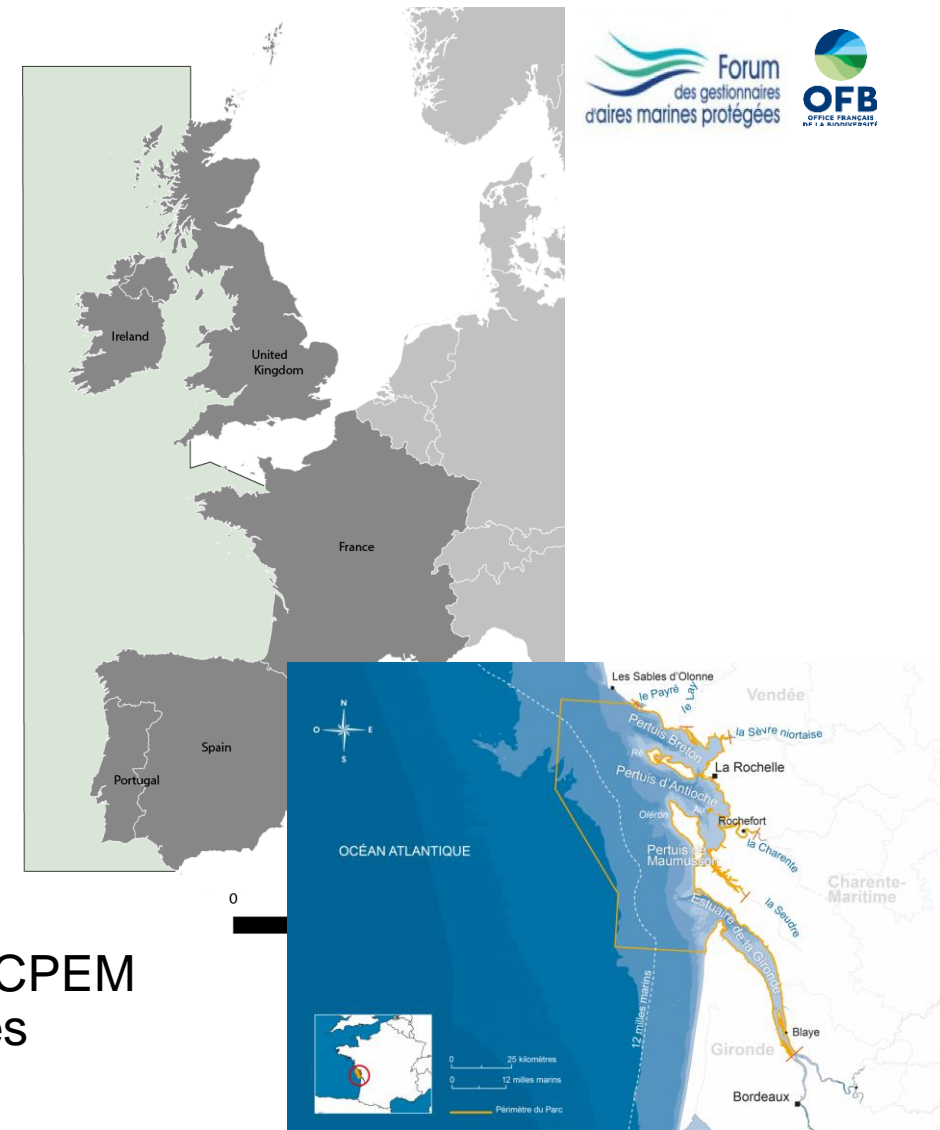 Forum
des gestionnaires
d'aires marines protégées
OFB
OFFICE FRANÇAIS
DE LA BIODIVERSITÉ
Ireland
United
Kingdom
France
Spain
Portugal
0
CPEM
es
Les Sables d'Olonne
le Payré
le Lay
Vendée
la Sèvre niortaise
Pertuis Breton
Ré
La Rochelle
Pertuis d'Antioche
Oléron
Rochefort
la Charente
Pertuis de
Maumusson
Charente-
Maritime
la Seudre
Estuaire de la Gironde
OCÉAN ATLANTIQUE
N
O
E
S
12 milles marins
Blaye
Gironde
Bordeaux
0
25 kilomètres
0
12 milles marins
Périmètre du Parc